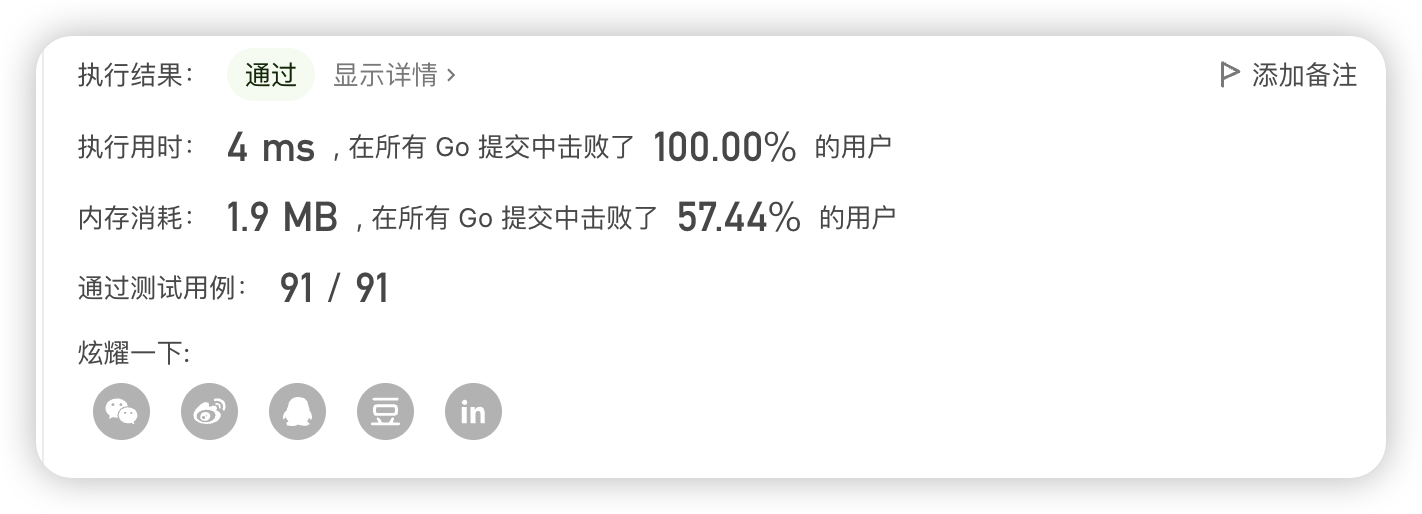 执行结果： 通过 显示详情 > 添加备注
执行用时： 4 ms , 在所有 Go 提交中击败了 100.00% 的用户
内存消耗： 1.9 MB , 在所有 Go 提交中击败了 57.44% 的用户
通过测试用例： 91 / 91
炫耀一下:
豆 in